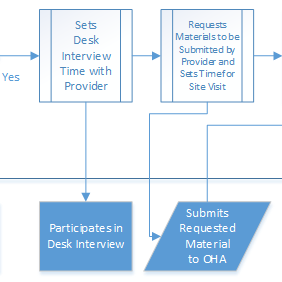 Yes
Sets
Desk
Interview
Time with
Provider
Requests
Materials to be
Submitted by
Provider and
Sets Time for
Site Visit
Participates in
Desk Interview
Submits
Requested
Material
to OHA